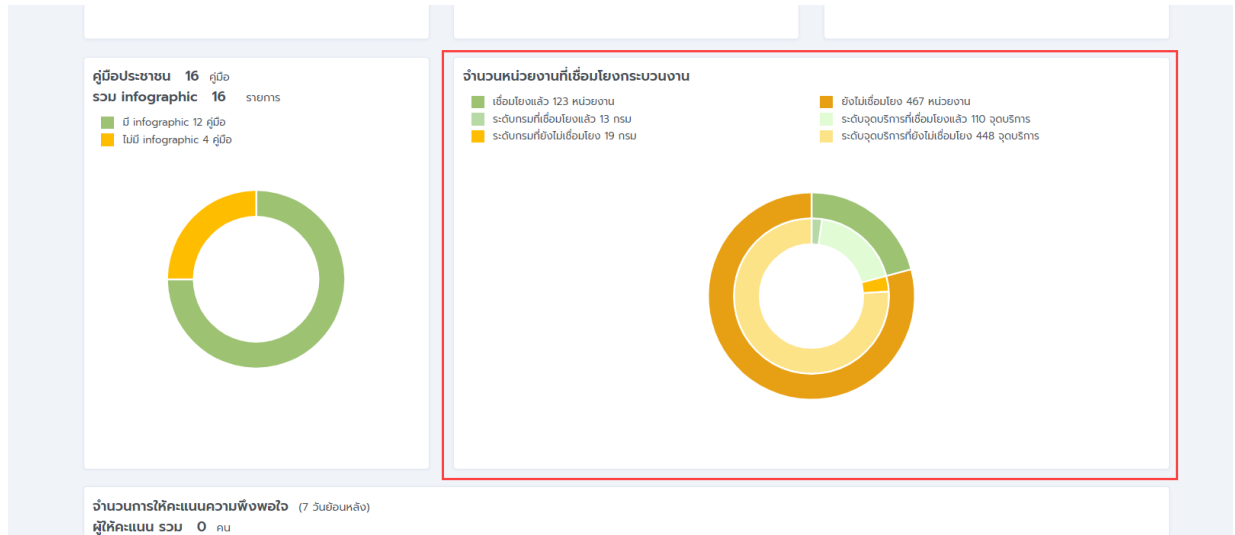 คู่มือประชาชน 16 คู่มือ
รวม infographic 16 รายการ
มี infographic 12 คู่มือ
ไม่มี infographic 4 คู่มือ
จำนวนหน่วยงานที่เชื่อมโยงกระบวนงาน
เชื่อมโยงแล้ว 123 หน่วยงาน
ระดับกรมที่เชื่อมโยงแล้ว 13 กรม
ระดับกรมที่ยังไม่เชื่อมโยง 19 กรม
ยังไม่เชื่อมโยง 467 หน่วยงาน
ระดับจุดบริการที่เชื่อมโยงแล้ว 110 จุดบริการ
ระดับจุดบริการที่ยังไม่เชื่อมโยง 448 จุดบริการ
จำนวนการให้คะแนนความพึงพอใจ (7 วันย้อนหลัง)
ผู้ให้คะแนน รวม 0 คน